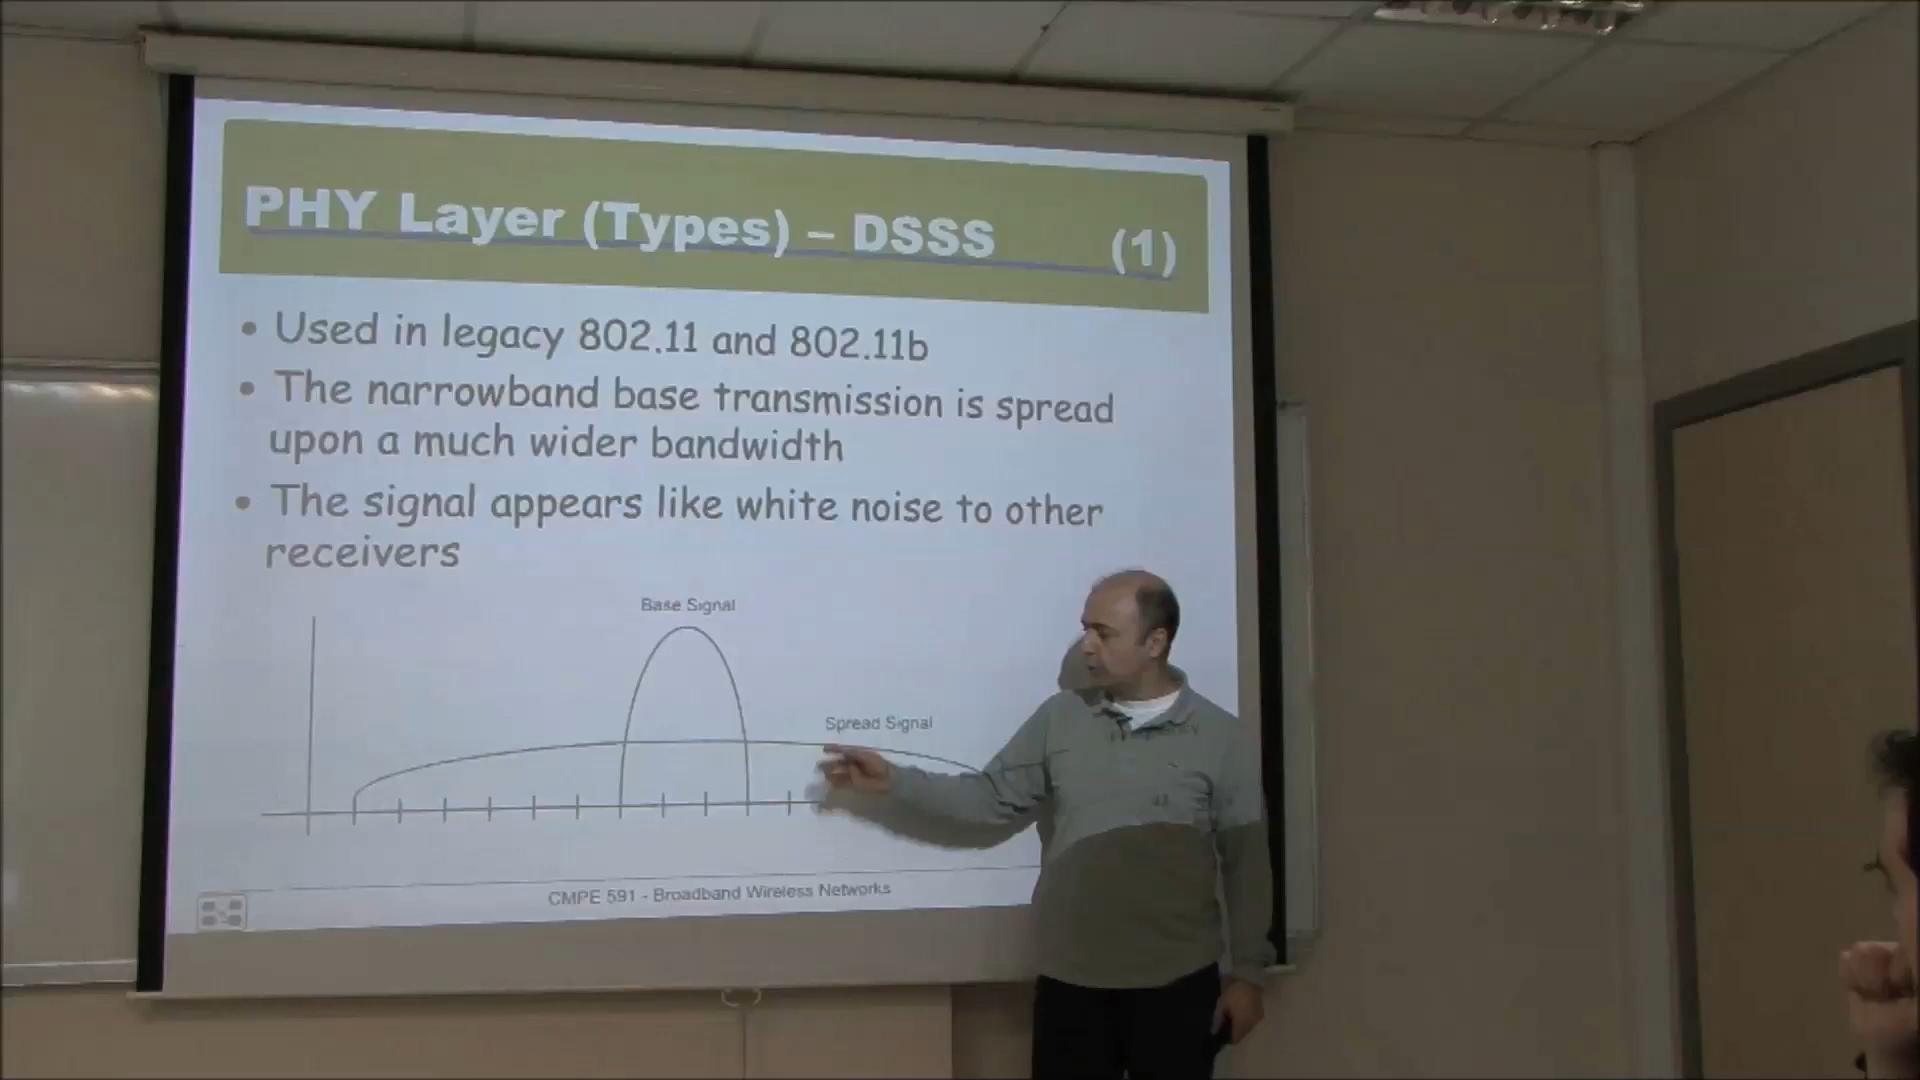 PHY Layer (Types) – DSSS (1)
• Used in legacy 802.11 and 802.11b
• The narrowband base transmission is spread
upon a much wider bandwidth
• The signal appears like white noise to other
receivers
Base Signal
Spread Signal
Frequency
CMPE 591 - Broadband Wireless Networks